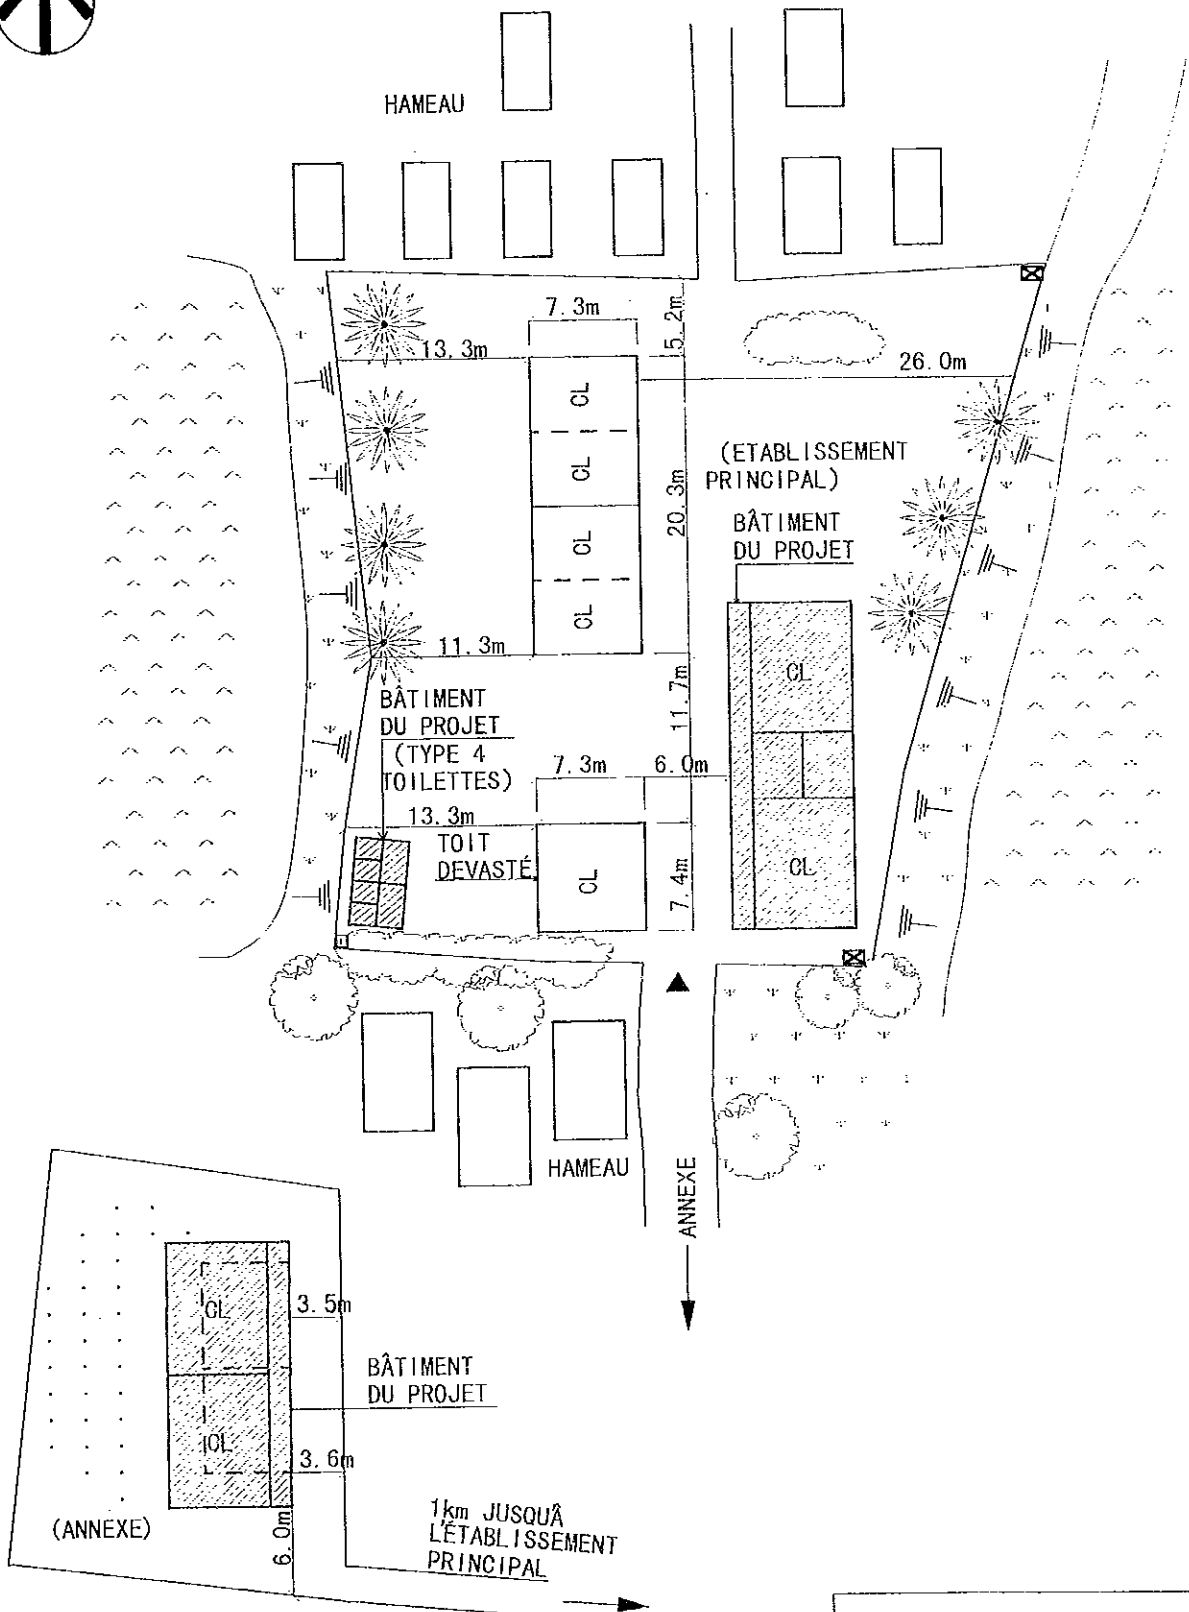 HAMEAU
7.3m
5.2m
13.3m
26.0m
CL
CL
CL
CL
20.3m
(ETABLISSEMENT
PRINCIPAL)
BÂTIMENT
DU PROJET
11.3m
CL
11.7m
BÂTIMENT
DU PROJET
(TYPE 4
TOILETTES)
7.3m
6.0m
13.3m
TOIT
DEVASTÉ
CL
7.4m
CL
HAMEAU
ANNEXE
CL
3.5m
BÂTIMENT
DU PROJET
CL
3.6m
(ANNEXE)
6.0m
1km JUSQUÂ
L'ÉTABLISSEMENT
PRINCIPAL